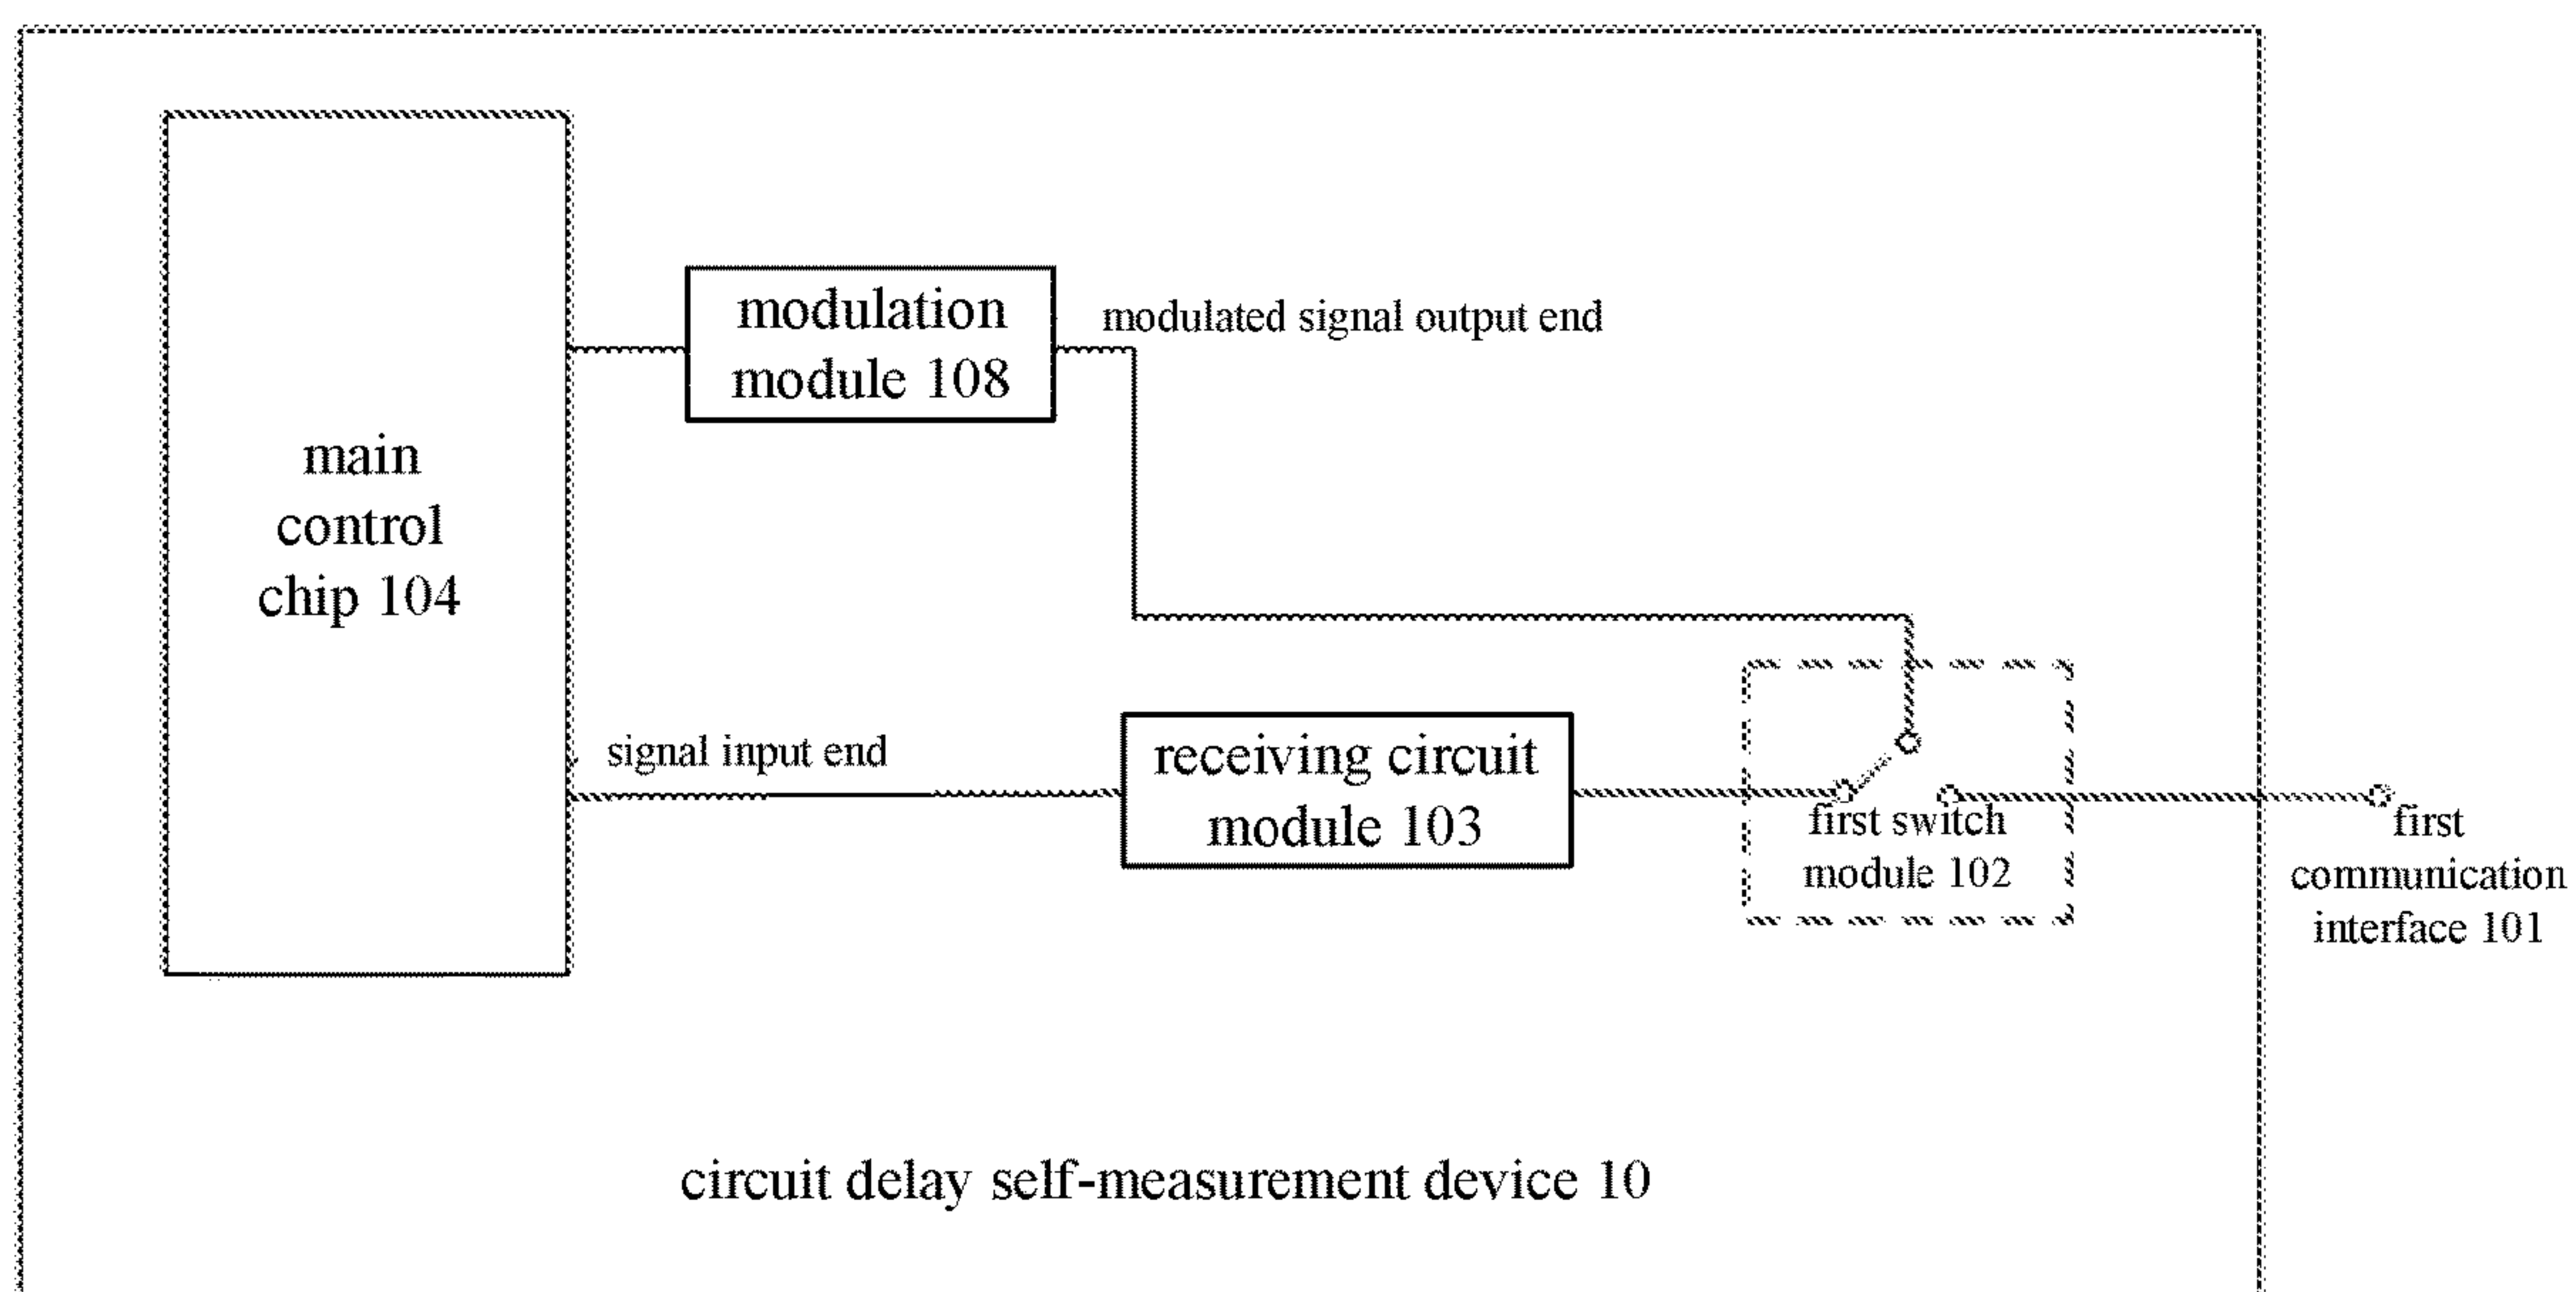 modulation
module 108
modulated signal output end
main
control
chip 104
signal input end
receiving circuit
module 103
first switch
module 102
first
communication
interface 101
circuit delay self-measurement device 10